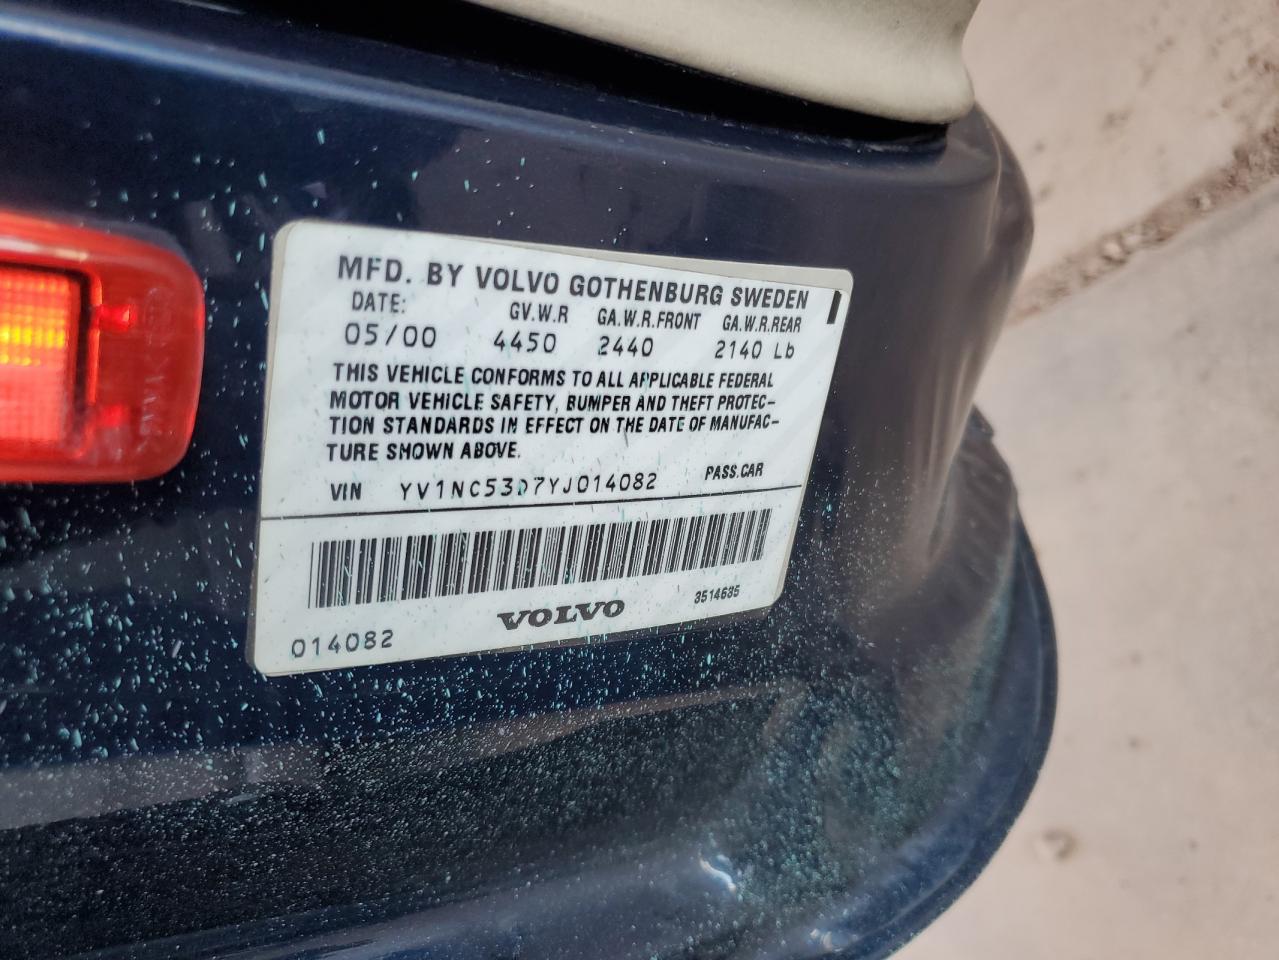 MFD. BY VOLVO GOTHENBURG SWEDEN
DATE: GV.W.R GA.W.R.FRONT GA.W.R.REAR
05/00 4450 2440 2140 Lb
THIS VEHICLE CONFORMS TO ALL APPLICABLE FEDERAL
MOTOR VEHICLE SAFETY, BUMPER AND THEFT PROTEC-
TION STANDARDS IN EFFECT ON THE DATE OF MANUFAC-
TURE SHOWN ABOVE.
VIN YV1NC53D7YJ014082 PASS.CAR
VOLVO 3514635
014082